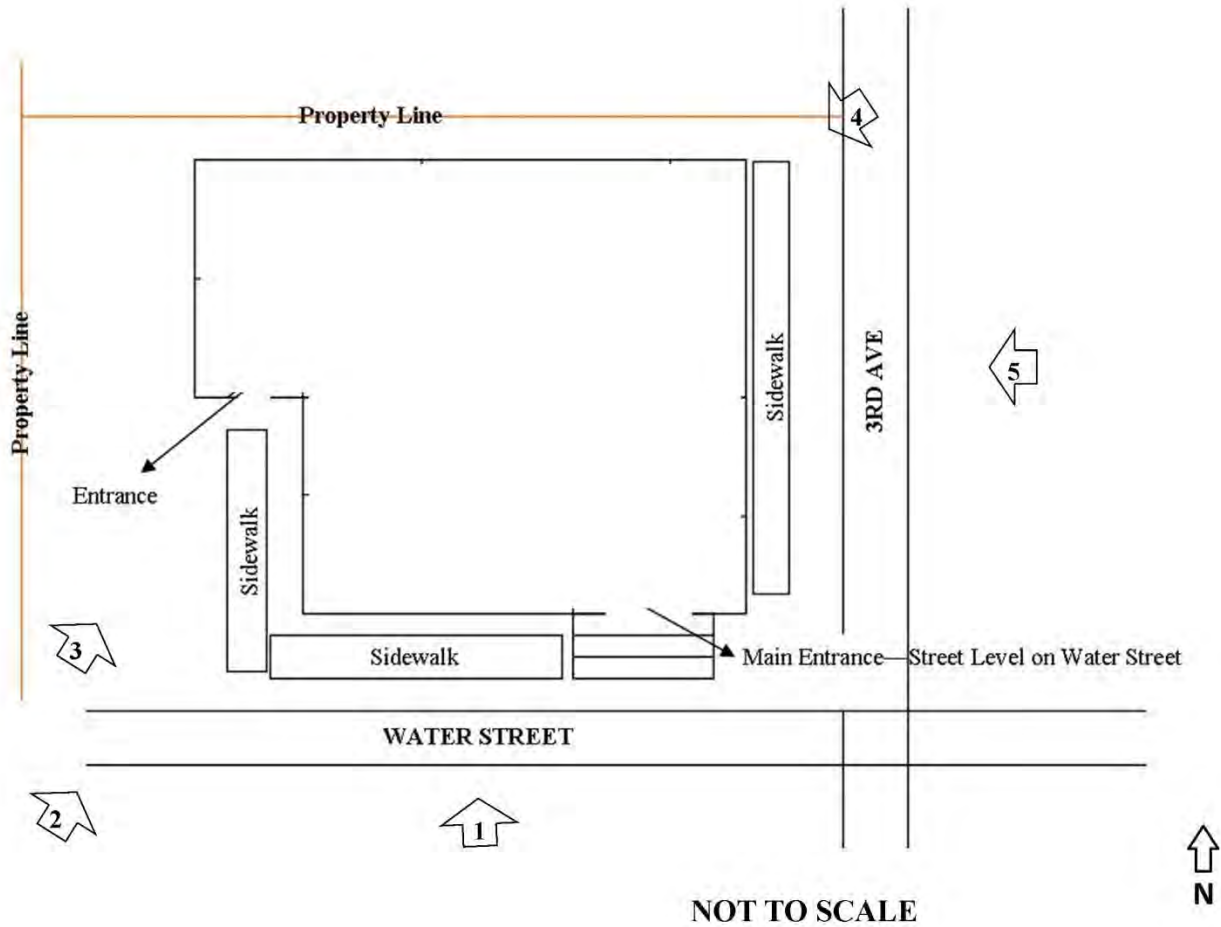 Property Line
4
Property Line
3RD AVE
5
Sidewalk
Entrance
Sidewalk
3
Sidewalk
Main Entrance—Street Level on Water Street
WATER STREET
2
1
N
NOT TO SCALE